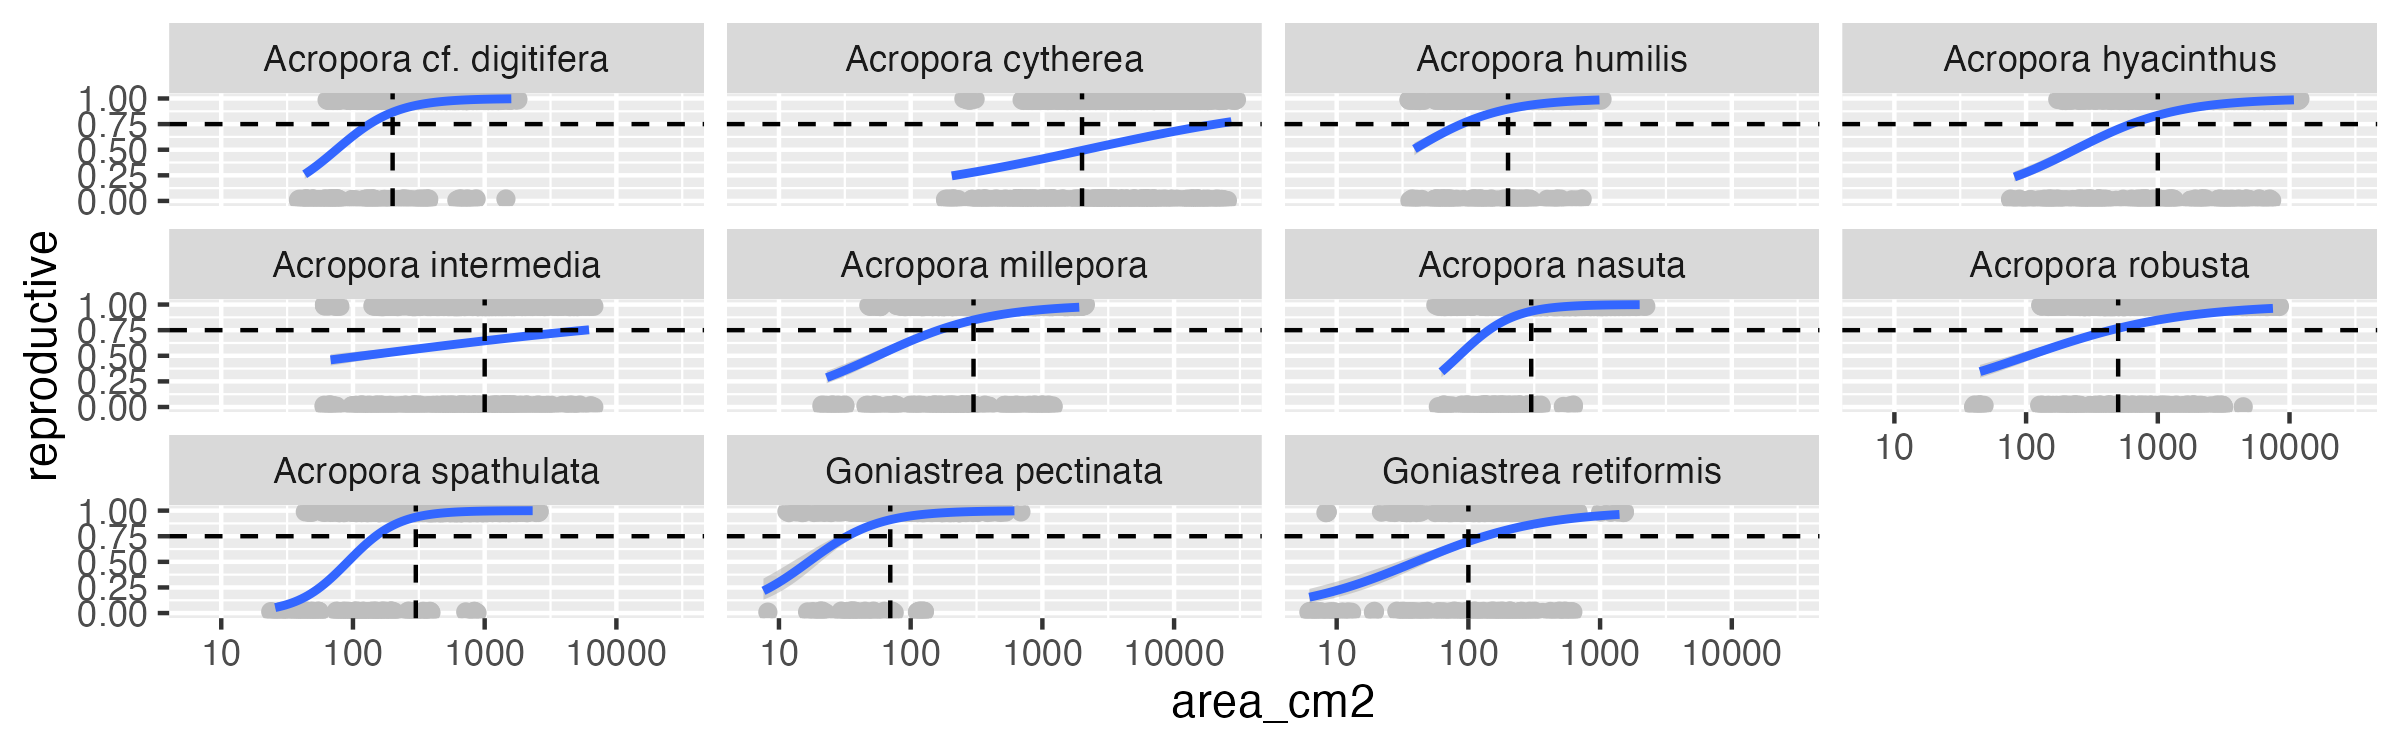 Acropora cf. digitifera
Acropora cytherea
Acropora humilis
Acropora hyacinthus
1.00
0.75
0.50
0.25
0.00
Acropora intermedia
Acropora millepora
Acropora nasuta
Acropora robusta
1.00
0.75
0.50
0.25
0.00
10 100 1000 10000
Acropora spathulata
Goniastrea pectinata
Goniastrea retiformis
1.00
0.75
0.50
0.25
0.00
10 100 1000 10000
10 100 1000 10000
10 100 1000 10000
area_cm2
reproductive